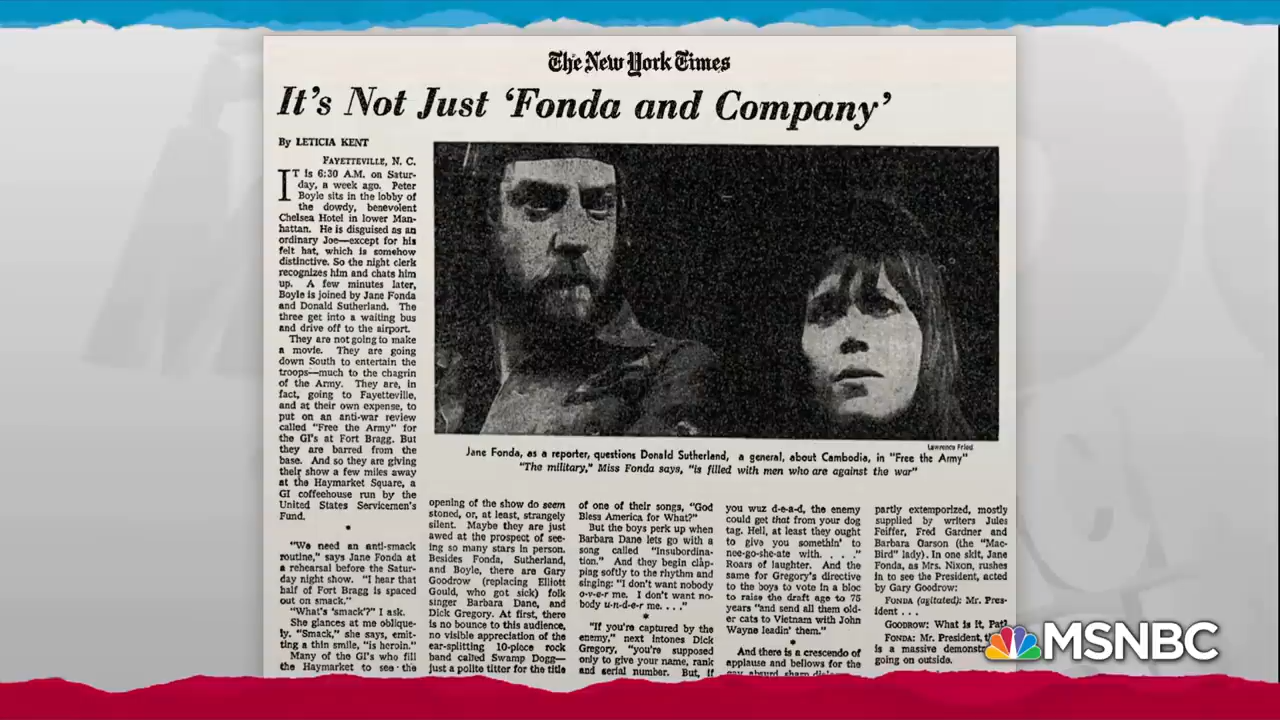 The New York Times
It's Not Just 'Fonda and Company'
By LETICIA KENT
FAYETTEVILLE, N. C.
IT is 6:30 A.M. on Satur-
day, a week ago. Peter
Boyle sits in the lobby of
the dowdy, benevolent
Chelsea Hotel in lower Man-
hattan. He is disguised as an
ordinary Joe—except for his
felt hat, which is somehow
distinctive. So the night clerk
recognizes him and chats him
up. A few minutes later,
Boyle is joined by Jane Fonda
and Donald Sutherland. The
three get into a waiting bus
and drive off to the airport.
They are not going to make
a movie. They are going
down South to entertain the
troops—much to the chagrin
of the Army. They are, in
fact, going to Fayetteville,
and at their own expense, to
put on an anti-war review
called "Free the Army" for
the GI's at Fort Bragg. But
they are barred from the
base. And so they are giving
their show a few miles away
at the Haymarket Square, a
GI coffeehouse run by the
United States Servicemen's
Fund.
*
"We need an anti-smack
routine," says Jane Fonda at
a rehearsal before the Satur-
day night show. "I hear that
half of Fort Bragg is spaced
out on smack."
"What's 'smack'?" I ask.
She glances at me oblique-
ly. "Smack," she says, emit-
ting a thin smile, "is heroin."
Many of the GI's who fill
the Haymarket to see the
Lawrence Fried
Jane Fonda, as a reporter, questions Donald Sutherland, a general, about Cambodia, in "Free the Army"
"The military," Miss Fonda says, "is filled with men who are against the war"
opening of the show do seem
stoned, or, at least, strangely
silent. Maybe they are just
awed at the prospect of see-
ing so many stars in person.
Besides Fonda, Sutherland,
and Boyle, there are Gary
Goodrow (replacing Elliott
Gould, who got sick) folk
singer Barbara Dane, and
Dick Gregory. At first, there
is no bounce to this audience,
no visible appreciation of the
ear-splitting 10-piece rock
band called Swamp Dogg—
just a polite titter for the title
of one of their songs, "God
Bless America for What?"
But the boys perk up when
Barbara Dane lets go with a
song called "Insubordina-
tion." And they begin clap-
ping softly to the rhythm and
singing: "I don't want nobody
o-v-e-r me. I don't want no-
body u-n-d-e-r me. . . ."
*
"If you're captured by the
enemy," next intones Dick
Gregory, "you're supposed
only to give your name, rank
and serial number. But, if
you wuz d-e-a-d, the enemy
could get that from your dog
tag. Hell, at least they ought
to give you somethin' to
nee-go-she-ate with. . . ."
Roars of laughter. And the
same for Gregory's directive
to the boys to vote in a bloc
to raise the draft age to 75
years "and send all them old-
er cats to Vietnam with John
Wayne leadin' them."
*
And there is a crescendo of
applause and bellows for the
partly extemporized, mostly
supplied by writers Jules
Feiffer, Fred Gardner and
Barbara Garson (the "Mac-
Bird" lady). In one skit, Jane
Fonda, as Mrs. Nixon, rushes
in to see the President, acted
by Gary Goodrow:
FONDA (agitated): Mr. Pres-
ident . . .
GOODROW: What is it, Pat?
FONDA: Mr. President,
is a massive
going on outside.
MSNBC